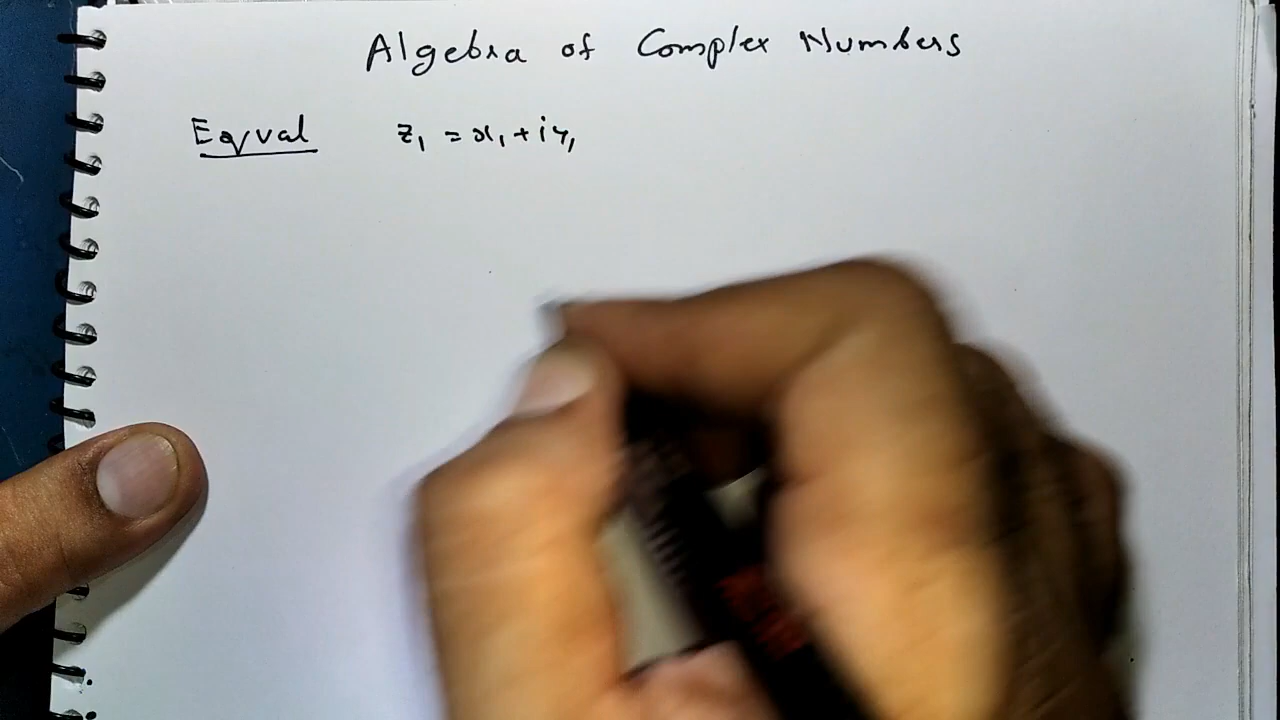 Algebra of Complex Numbers
Equal z₁ = x₁ + iy₁